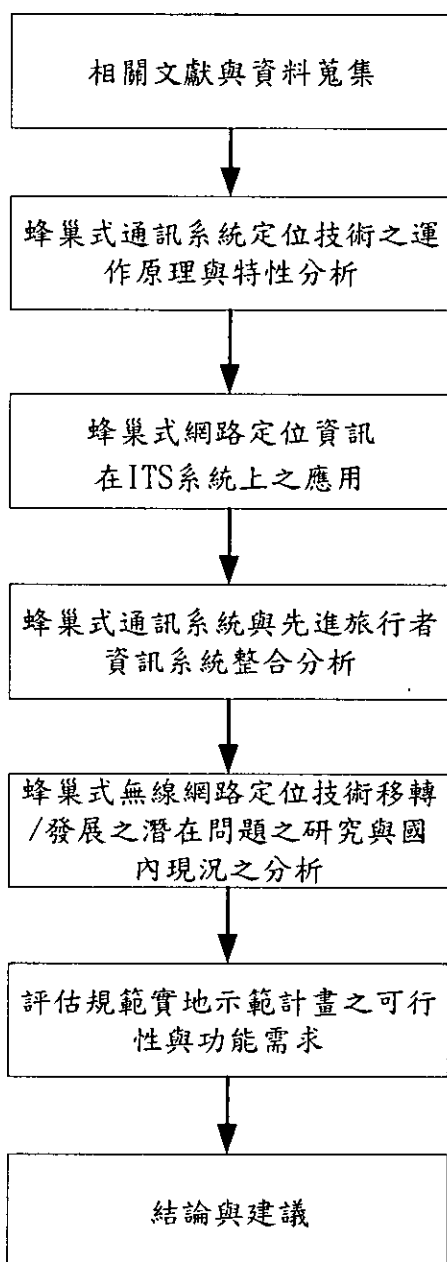 相關文獻與資料蒐集
蜂巢式通訊系統定位技術之運
作原理與特性分析
蜂巢式網路定位資訊
在ITS系統上之應用
蜂巢式通訊系統與先進旅行者
資訊系統整合分析
蜂巢式無線網路定位技術移轉
/發展之潛在問題之研究與國
內現況之分析
評估規範實地示範計畫之可行
性與功能需求
結論與建議